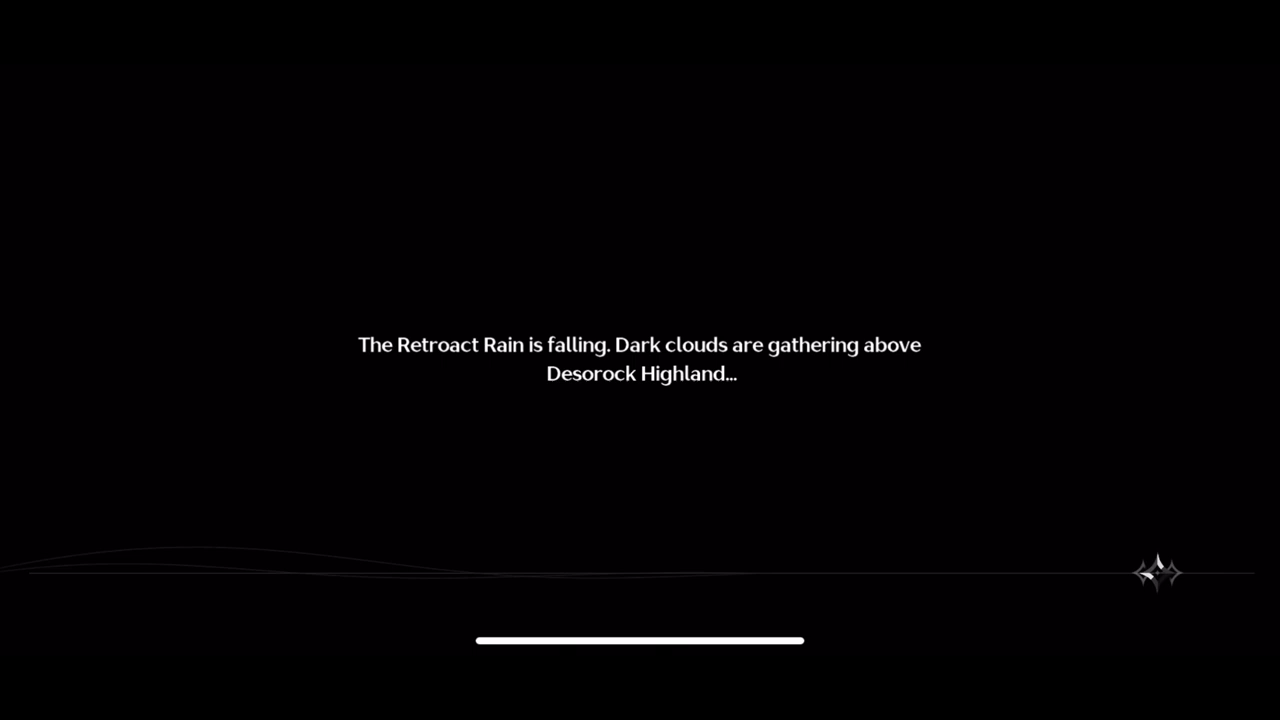 The Retroact Rain is falling. Dark clouds are gathering above
Desorock Highland...